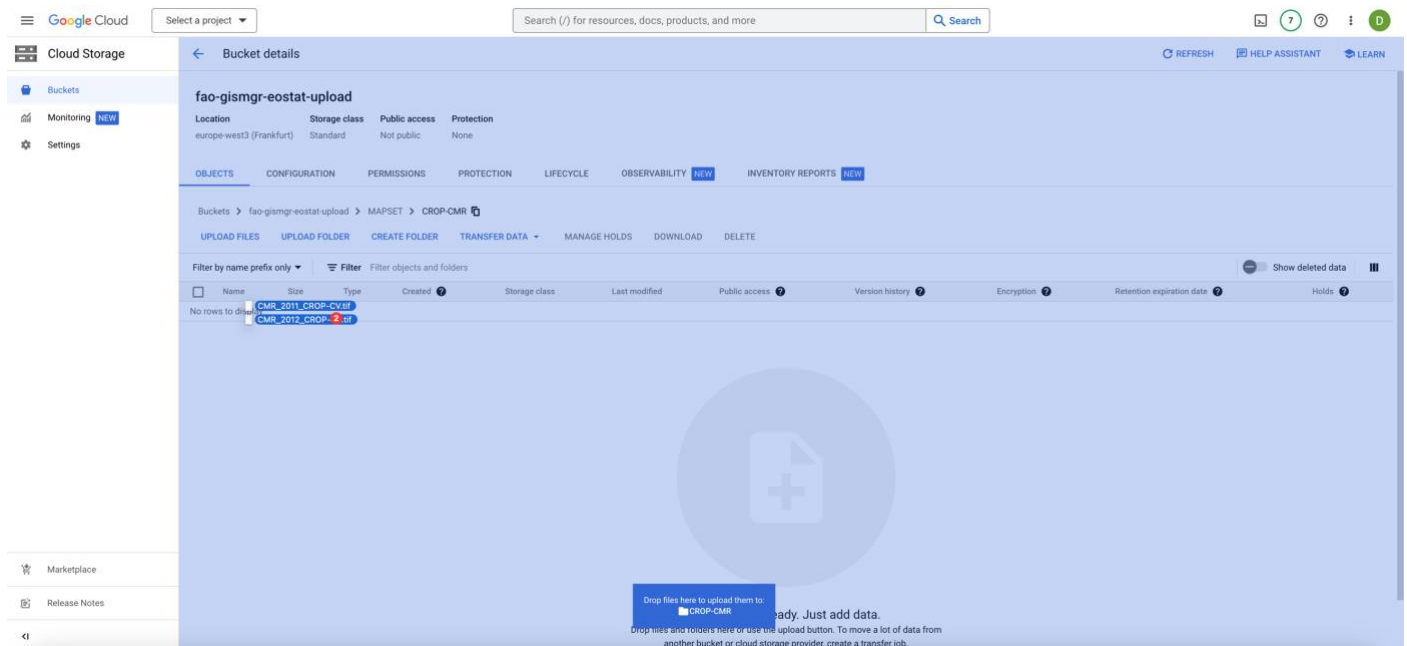 Google Cloud
Select a project
Search (/) for resources, docs, products, and more
Search
7
D
Cloud Storage
Bucket details
REFRESH
HELP ASSISTANT
LEARN
Buckets
Monitoring NEW
Settings
fao-gismgr-eostat-upload
Location Storage class Public access Protection
europe-west3 (Frankfurt) Standard Not public None
OBJECTS CONFIGURATION PERMISSIONS PROTECTION LIFECYCLE OBSERVABILITY NEW INVENTORY REPORTS NEW
Buckets > fao-gismgr-eostat-upload > MAPSET > CROP-CMR
UPLOAD FILES UPLOAD FOLDER CREATE FOLDER TRANSFER DATA MANAGE HOLDS DOWNLOAD DELETE
Filter by name prefix only Filter Filter objects and folders Show deleted data
Name Size Type Created Storage class Last modified Public access Version history Encryption Retention expiration date Holds
CMR_2011_CROP-CV.tif
No rows to
CMR_2012_CROP- 2 .tif
Drop files here to upload them to:
CROP-CMR
Just add data.
Drop files and folders here or use the upload button. To move a lot of data from
another bucket or cloud storage provider, create a transfer job.
Marketplace
Release Notes